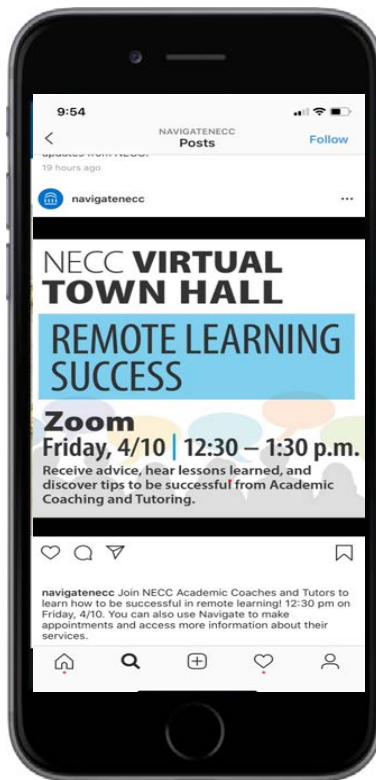 9:54
NAVIGATENECC
Posts
Follow
updates from NECC.
19 hours ago
navigatenecc
NECC VIRTUAL
TOWN HALL
REMOTE LEARNING
SUCCESS
Zoom
Friday, 4/10 | 12:30 – 1:30 p.m.
Receive advice, hear lessons learned, and
discover tips to be successful from Academic
Coaching and Tutoring.
navigatenecc Join NECC Academic Coaches and Tutors to
learn how to be successful in remote learning! 12:30 pm on
Friday, 4/10. You can also use Navigate to make
appointments and access more information about their
services.